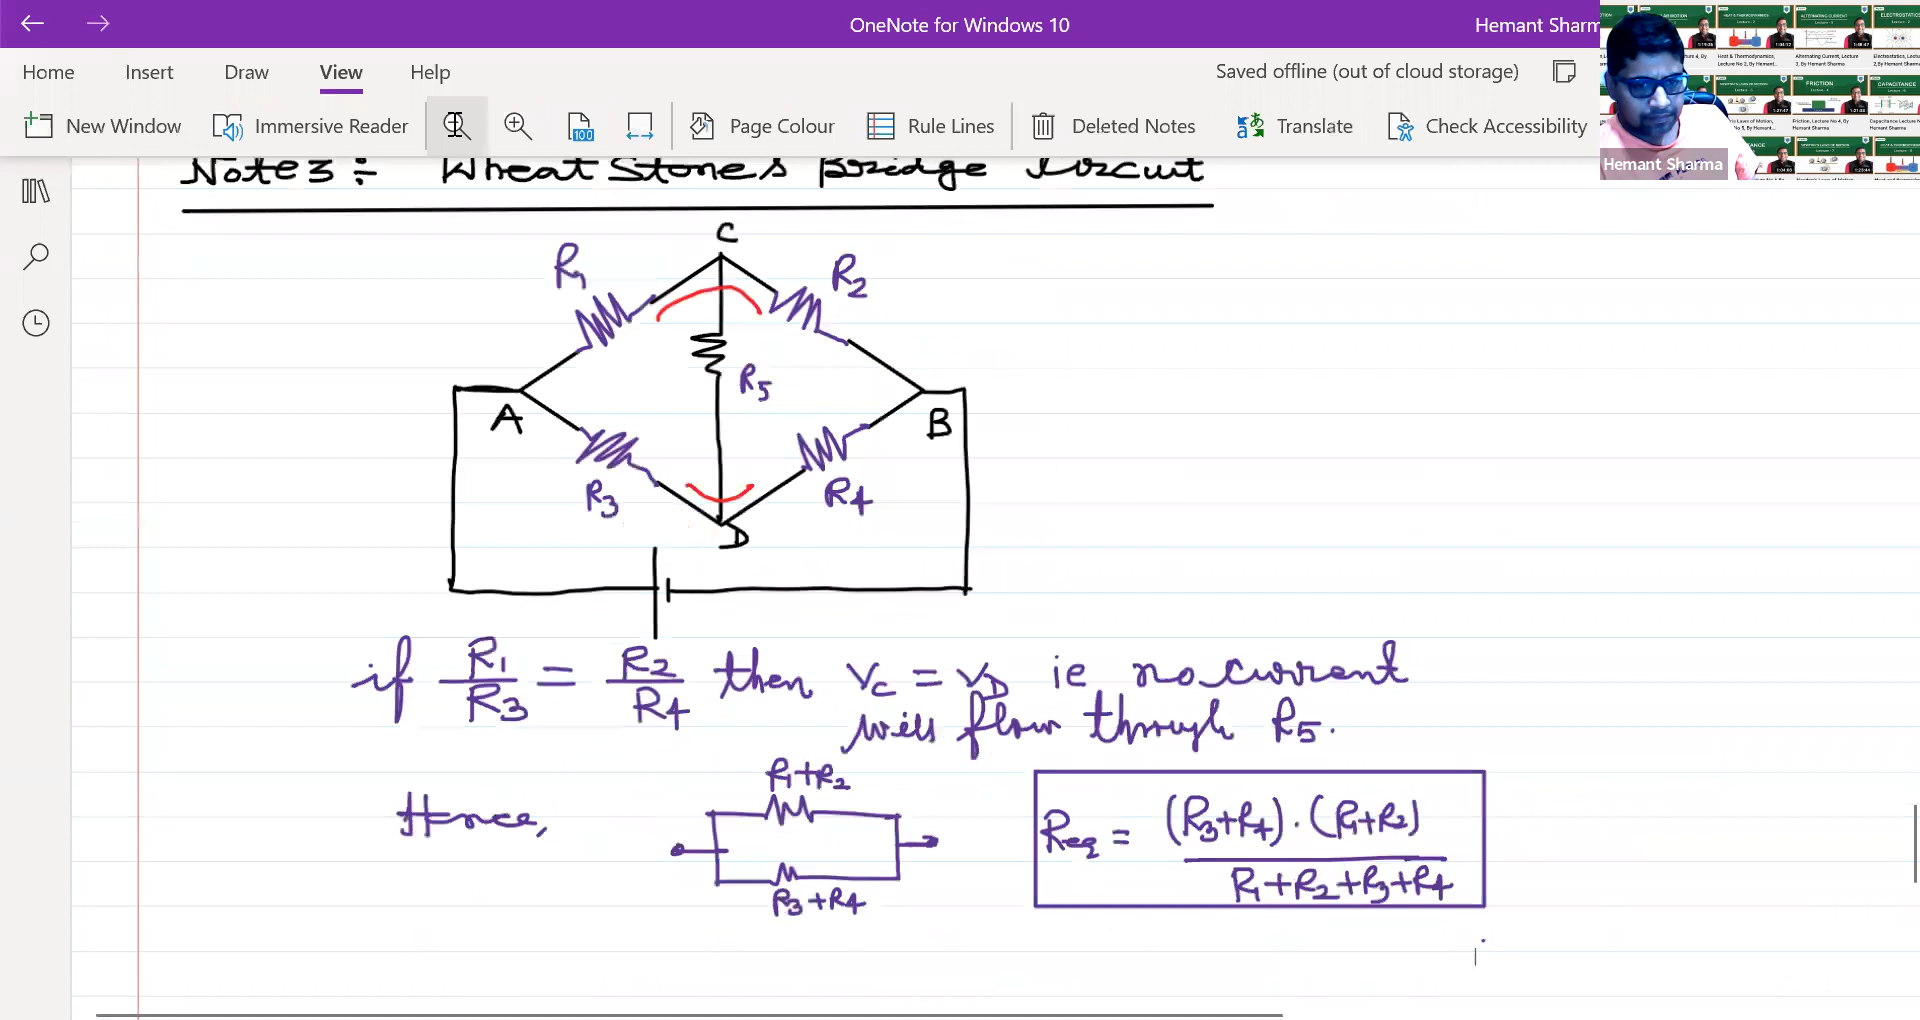 OneNote for Windows 10
Hemant Sharm
Home Insert Draw View Help
Saved offline (out of cloud storage)
New Window Immersive Reader 100 Page Colour Rule Lines Deleted Notes Translate Check Accessibility
Hemant Sharma
Note 3 ÷ Wheat Stones Bridge Circuit
C
R1 R2
R5
A B
R3 R4
D
if R1/R3 = R2/R4 then VC = VD ie no current
will flow through R5.
Hence,
R1+R2
R3+R4
Req = (R3+R4).(R1+R2) / R1+R2+R3+R4